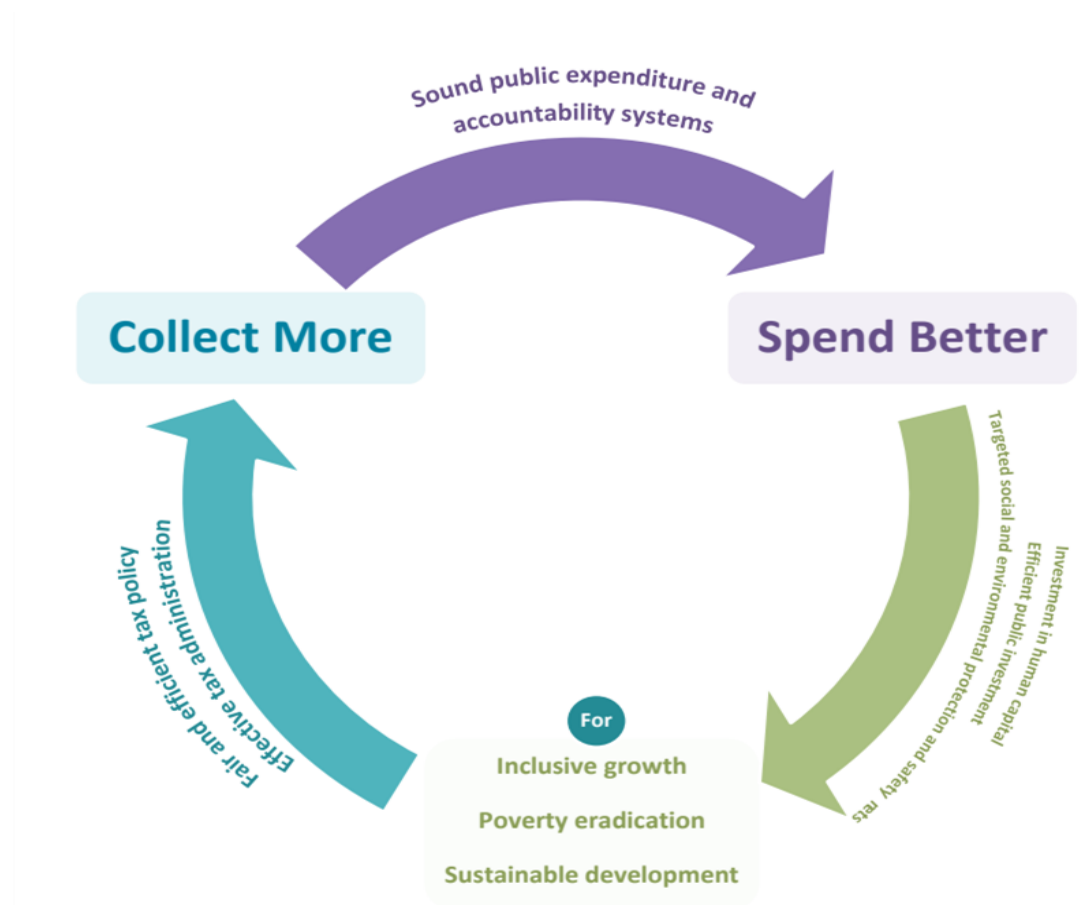 Sound public expenditure and
accountability systems
Collect More
Spend Better
Targeted social and environmental protection and safety rets
Efficient public investment
Investment in human capital
For
Inclusive growth
Poverty eradication
Sustainable development
Effective tax administration
Fair and efficient tax policy